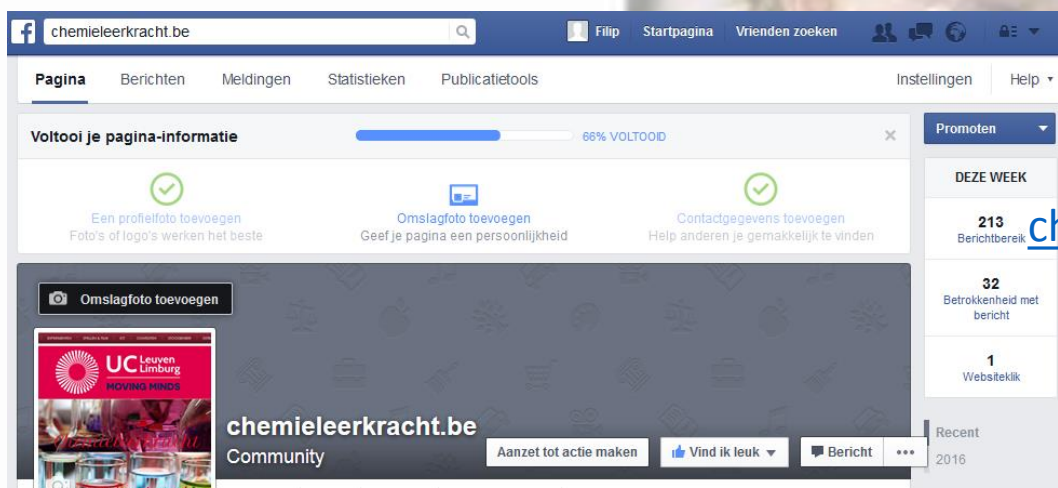 f chemieleerkracht.be Filip Startpagina Vrienden zoeken
Pagina Berichten Meldingen Statistieken Publicatietools Instellingen Help
Voltooi je pagina-informatie 66% VOLTOOID
Promoten
Een profielfoto toevoegen
Foto's of logo's werken het beste
Omslagfoto toevoegen
Geef je pagina een persoonlijkheid
Contactgegevens toevoegen
Help anderen je gemakkelijk te vinden
DEZE WEEK
213
Berichtbereik
ch
32
Betrokkenheid met
bericht
1
Websiteklik
Omslagfoto toevoegen
UC Leuven
Limburg
MOVING MINDS
chemieleerkracht
chemieleerkracht.be
Community
Aanzet tot actie maken Vind ik leuk Bericht
Recent
2016